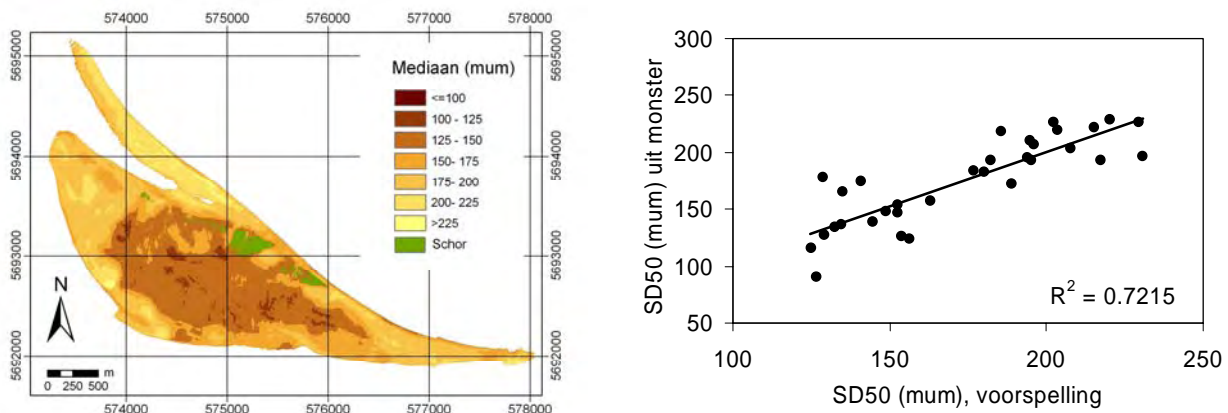 574000 575000 576000 577000 578000
5695000
5694000
5693000
5692000
Mediaan (mum)
<=100
100 - 125
125 - 150
150- 175
175- 200
200- 225
>225
Schor
N
0 250 500 m
574000 575000 576000 577000 578000
5695000
5694000
5693000
5692000
SD50 (mum) uit monster
300
250
200
150
100
50
R² = 0.7215
100 150 200 250
SD50 (mum), voorspelling